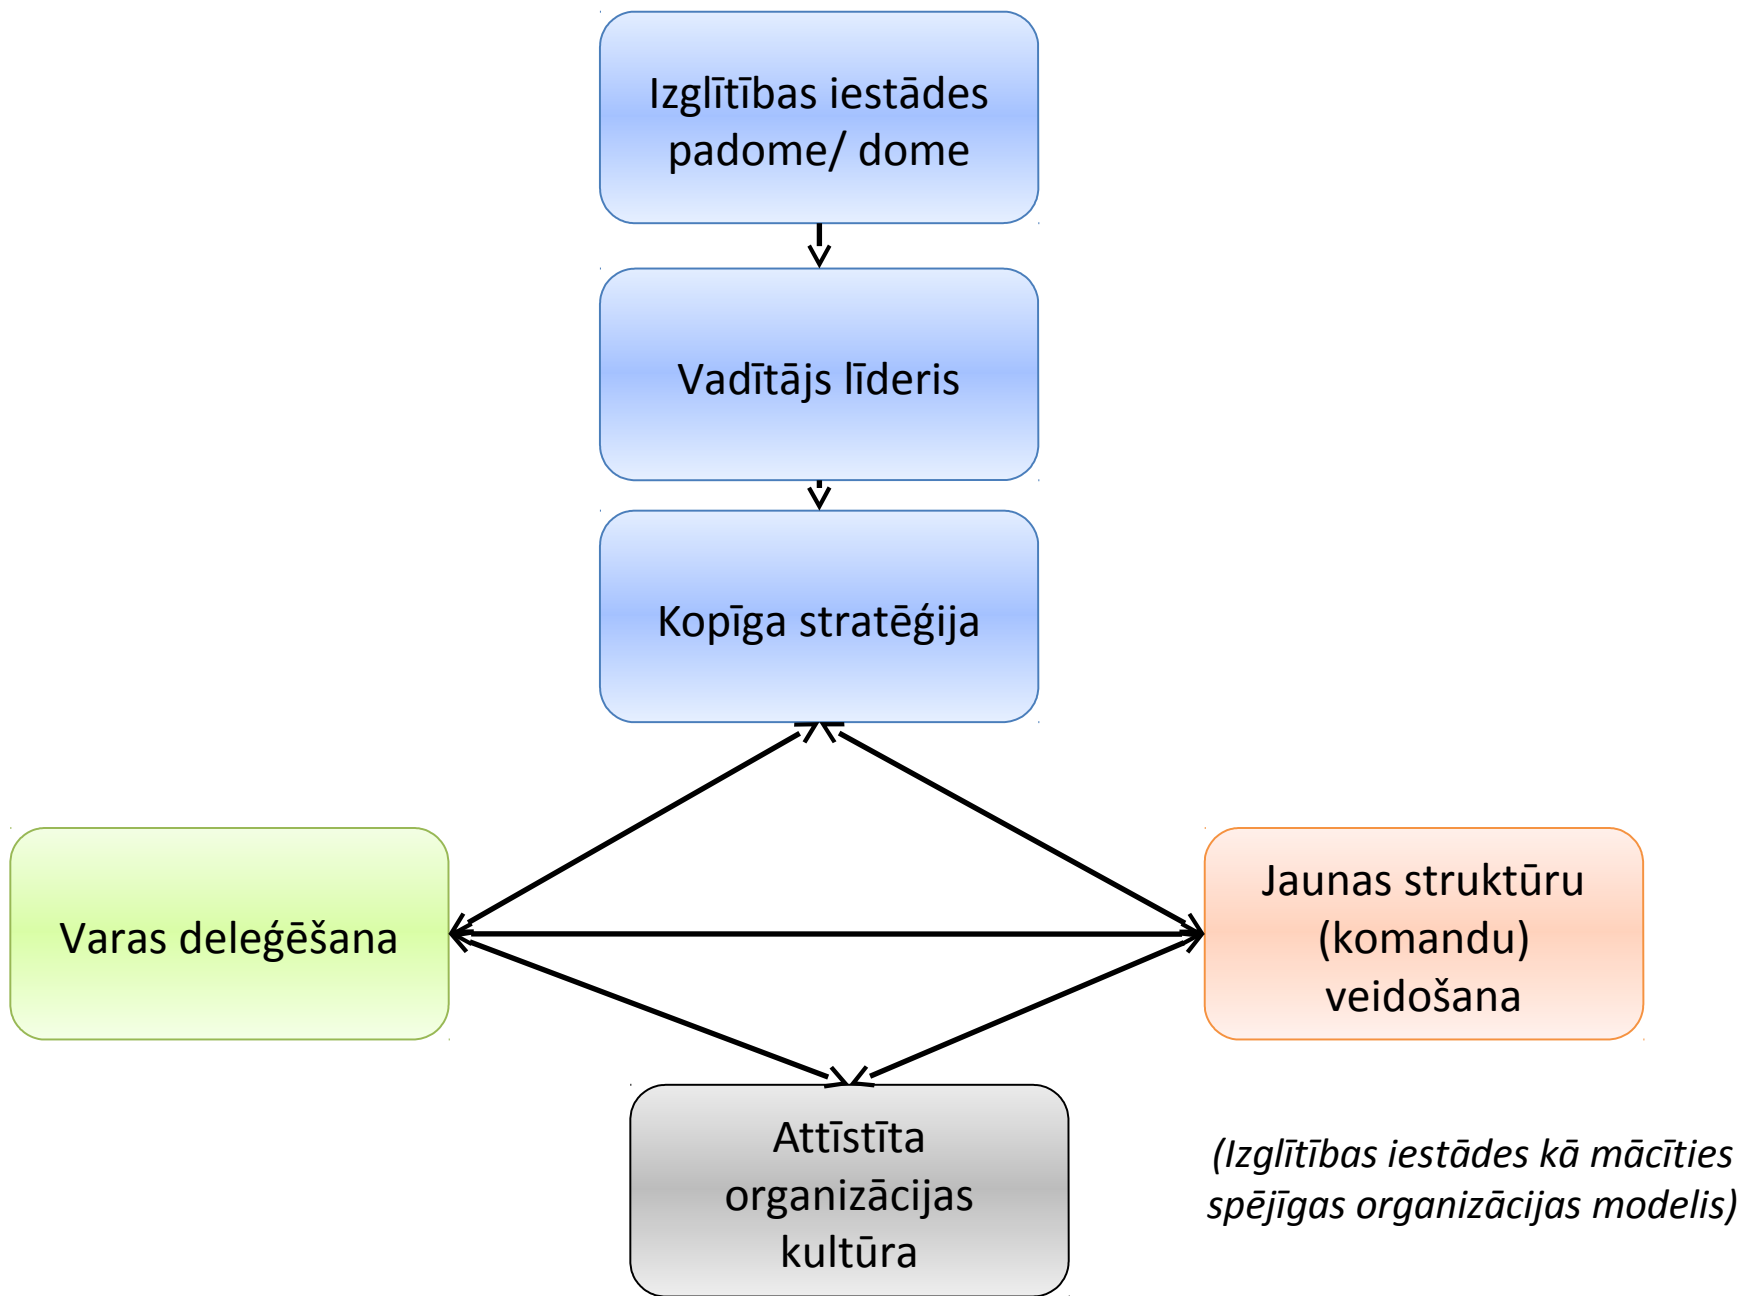 Izglītības iestādes
padome/ dome
Vadītājs līderis
Kopīga stratēģija
Varas deleģēšana
Jaunas struktūru
(komandu)
veidošana
Attīstīta
organizācijas
kultūra
(Izglītības iestādes kā mācīties
spējīgas organizācijas modelis)